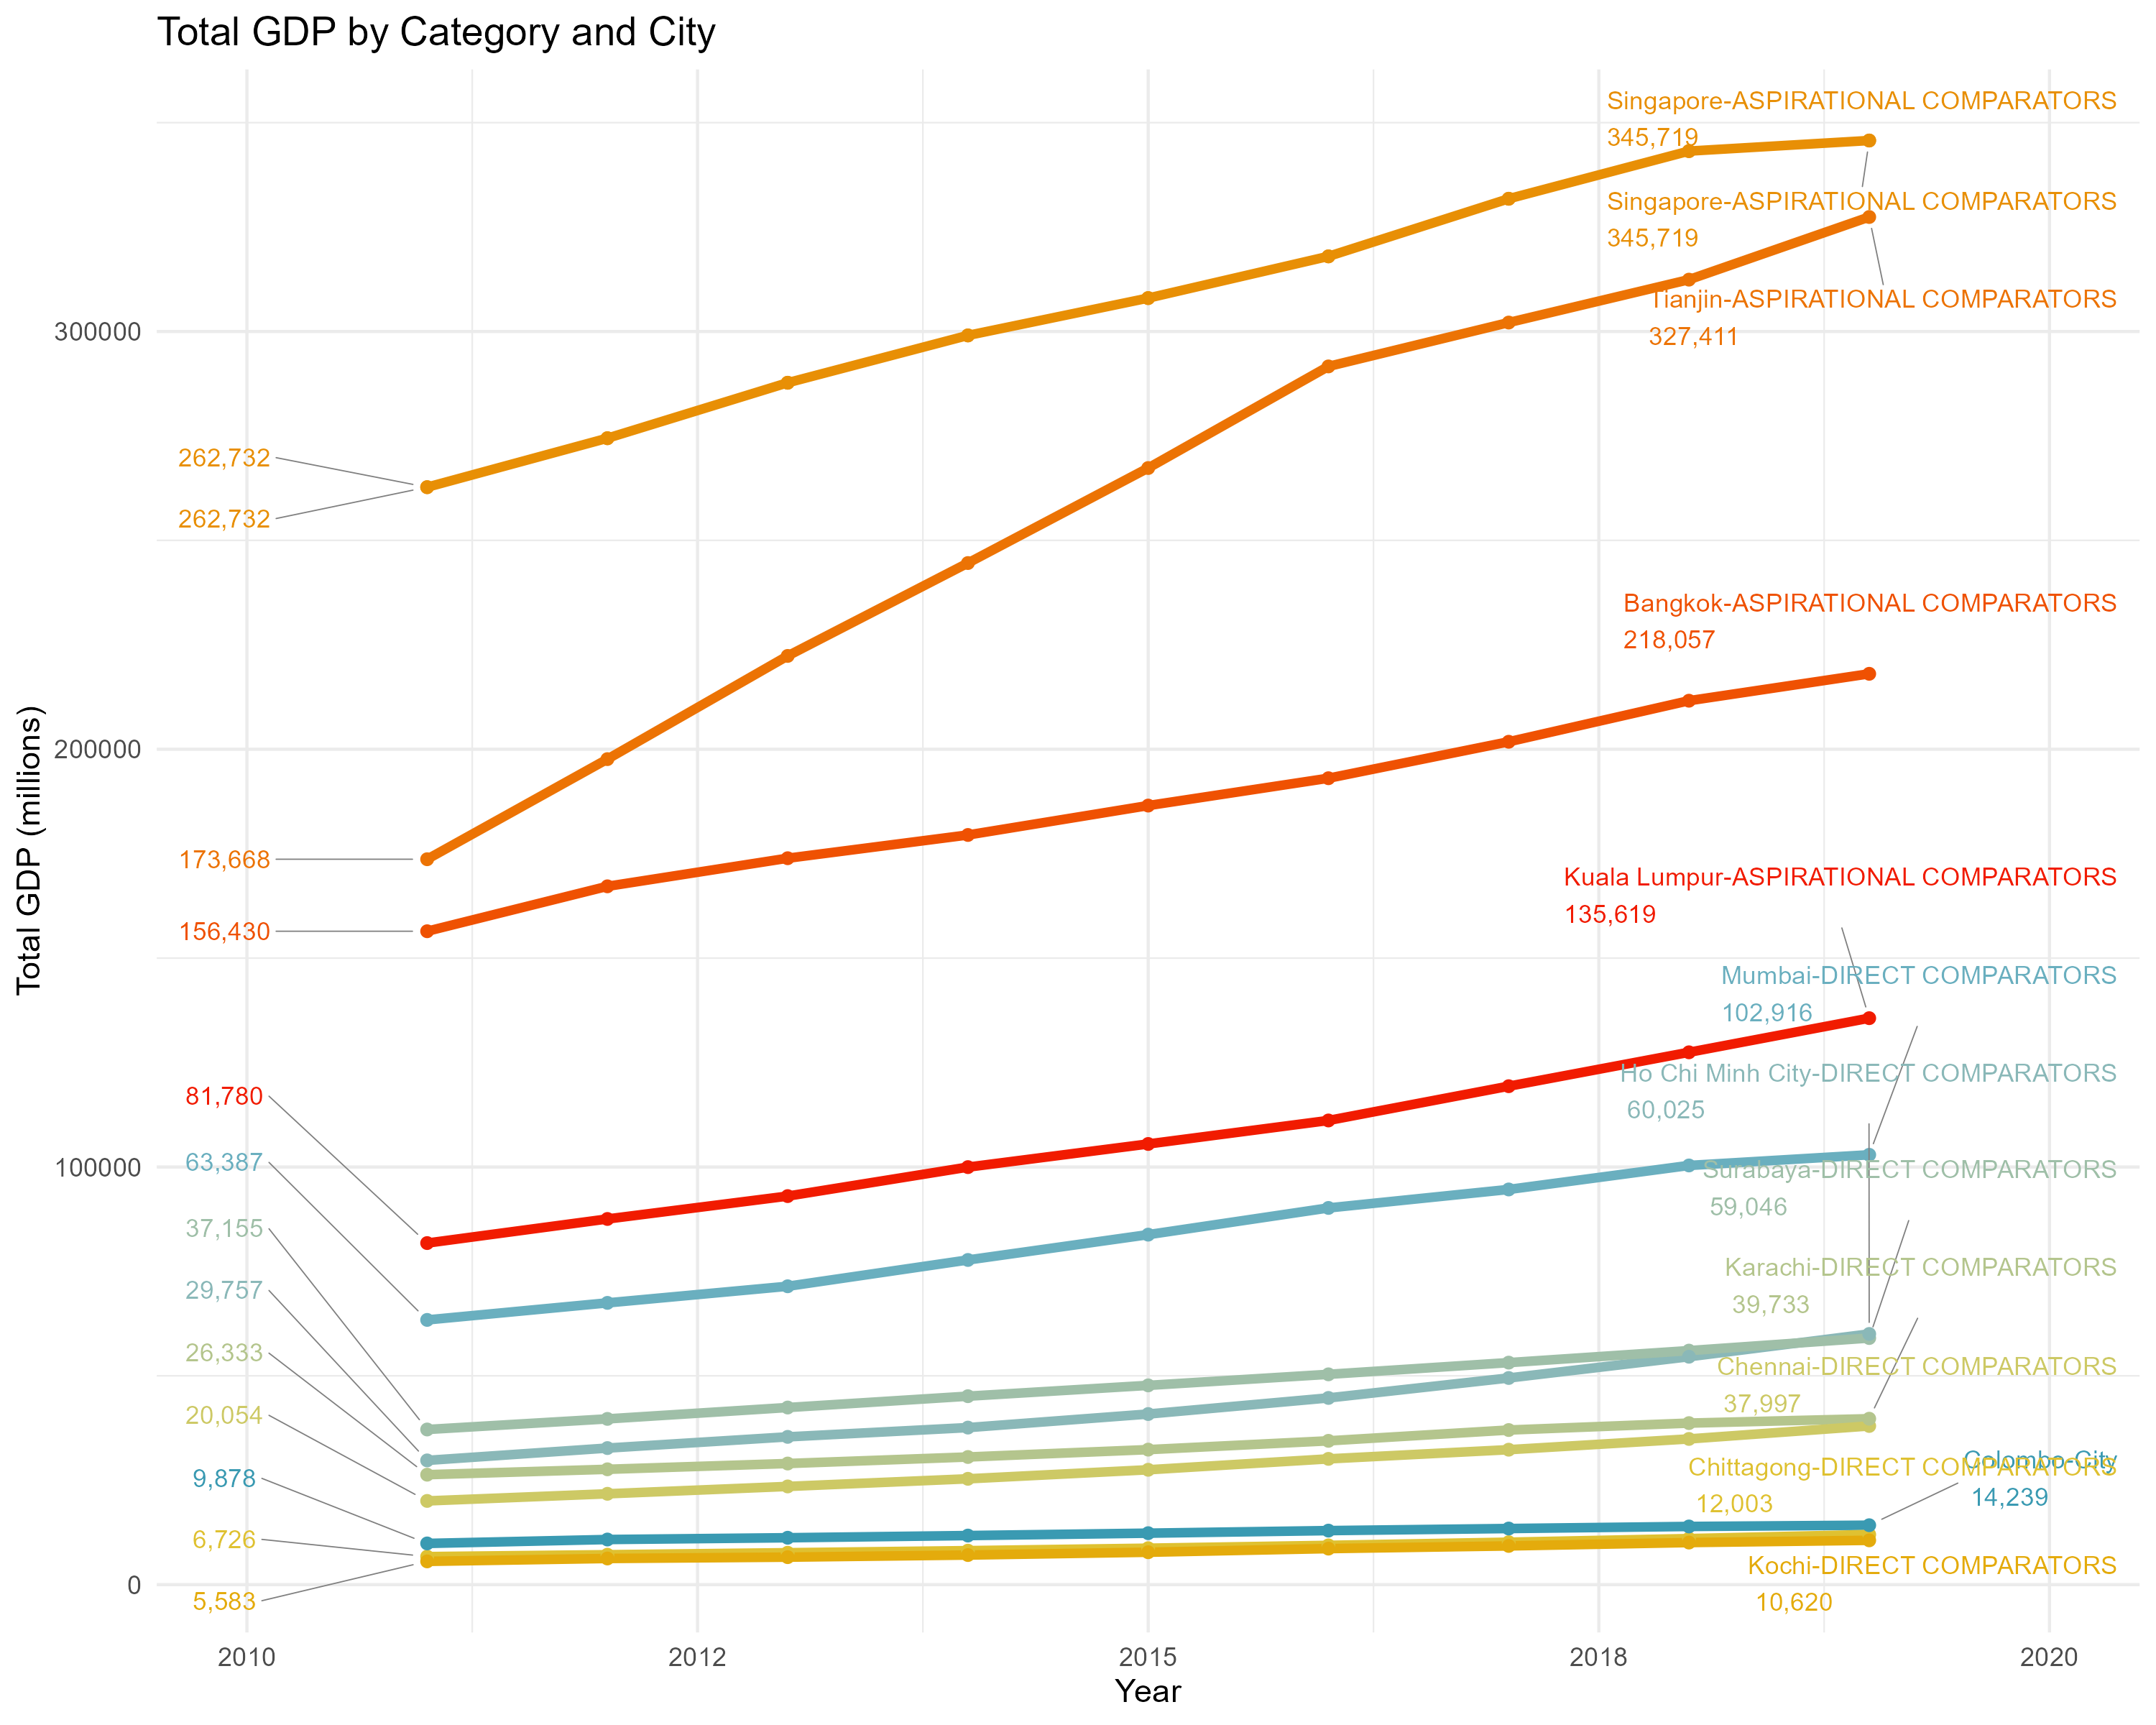 Total GDP by Category and City
Total GDP (millions)
300000
200000
100000
0
262,732
262,732
173,668
156,430
81,780
63,387
37,155
29,757
26,333
20,054
9,878
6,726
5,583
Singapore-ASPIRATIONAL COMPARATORS
345,719
Singapore-ASPIRATIONAL COMPARATORS
345,719
Tianjin-ASPIRATIONAL COMPARATORS
327,411
Bangkok-ASPIRATIONAL COMPARATORS
218,057
Kuala Lumpur-ASPIRATIONAL COMPARATORS
135,619
Mumbai-DIRECT COMPARATORS
102,916
Ho Chi Minh City-DIRECT COMPARATORS
60,025
Surabaya-DIRECT COMPARATORS
59,046
Karachi-DIRECT COMPARATORS
39,733
Chennai-DIRECT COMPARATORS
37,997
Colombo-City
14,239
Chittagong-DIRECT COMPARATORS
12,003
Kochi-DIRECT COMPARATORS
10,620
2010
2012
2015
2018
2020
Year